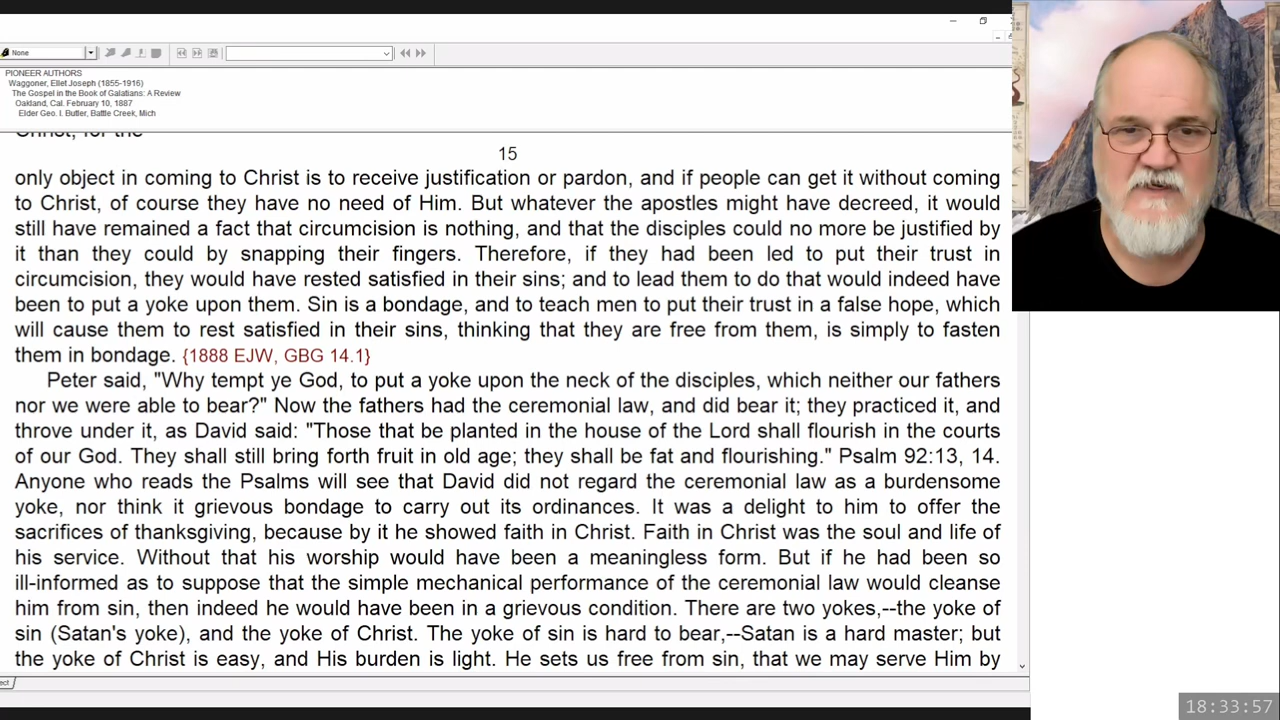 None
PIONEER AUTHORS
Waggoner, Ellet Joseph (1855-1916)
The Gospel in the Book of Galatians: A Review
Oakland, Cal. February 10, 1887
Elder Geo. I. Butler, Battle Creek, Mich
Christ, for the
15
only object in coming to Christ is to receive justification or pardon, and if people can get it without coming
to Christ, of course they have no need of Him. But whatever the apostles might have decreed, it would
still have remained a fact that circumcision is nothing, and that the disciples could no more be justified by
it than they could by snapping their fingers. Therefore, if they had been led to put their trust in
circumcision, they would have rested satisfied in their sins; and to lead them to do that would indeed have
been to put a yoke upon them. Sin is a bondage, and to teach men to put their trust in a false hope, which
will cause them to rest satisfied in their sins, thinking that they are free from them, is simply to fasten
them in bondage. {1888 EJW, GBG 14.1}
Peter said, "Why tempt ye God, to put a yoke upon the neck of the disciples, which neither our fathers
nor we were able to bear?" Now the fathers had the ceremonial law, and did bear it; they practiced it, and
throve under it, as David said: "Those that be planted in the house of the Lord shall flourish in the courts
of our God. They shall still bring forth fruit in old age; they shall be fat and flourishing." Psalm 92:13, 14.
Anyone who reads the Psalms will see that David did not regard the ceremonial law as a burdensome
yoke, nor think it grievous bondage to carry out its ordinances. It was a delight to him to offer the
sacrifices of thanksgiving, because by it he showed faith in Christ. Faith in Christ was the soul and life of
his service. Without that his worship would have been a meaningless form. But if he had been so
ill-informed as to suppose that the simple mechanical performance of the ceremonial law would cleanse
him from sin, then indeed he would have been in a grievous condition. There are two yokes,--the yoke of
sin (Satan's yoke), and the yoke of Christ. The yoke of sin is hard to bear,--Satan is a hard master; but
the yoke of Christ is easy, and His burden is light. He sets us free from sin, that we may serve Him by
ect
18:33:57